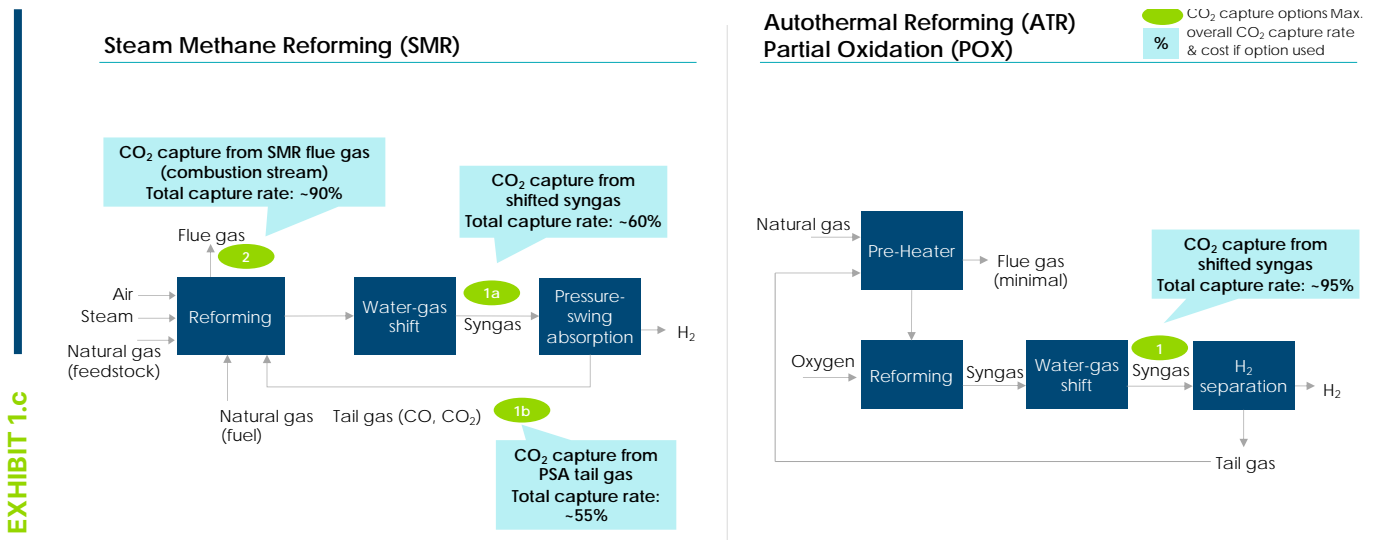 Steam Methane Reforming (SMR)
CO₂ capture from SMR flue gas
(combustion stream)
Total capture rate: ~90%
CO₂ capture from
shifted syngas
Total capture rate: ~60%
Flue gas
2
Air
Steam
Natural gas
(feedstock)
Reforming
Water-gas
shift
1a
Syngas
Pressure-
swing
absorption
H₂
Natural gas
(fuel)
Tail gas (CO, CO₂)
1b
CO₂ capture from
PSA tail gas
Total capture rate:
~55%
EXHIBIT 1.c
Autothermal Reforming (ATR)
Partial Oxidation (POX)
CO₂ capture options Max.
%
overall CO₂ capture rate
& cost if option used
Natural gas
Pre-Heater
Flue gas
(minimal)
CO₂ capture from
shifted syngas
Total capture rate: ~95%
Oxygen
Reforming
Syngas
Water-gas
shift
1
Syngas
H₂
separation
H₂
Tail gas